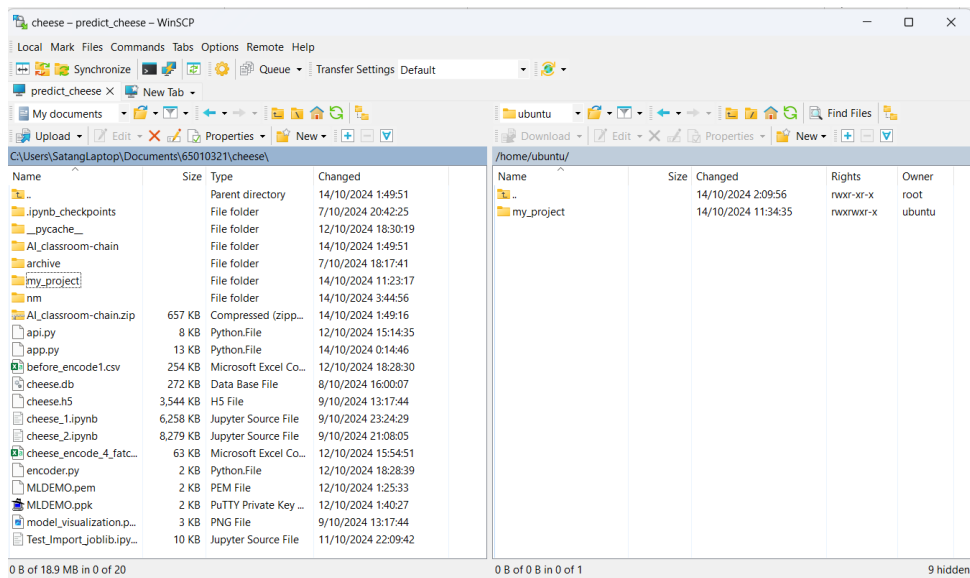 cheese – predict_cheese – WinSCP
Local Mark Files Commands Tabs Options Remote Help
Synchronize Queue Transfer Settings Default
predict_cheese New Tab
My documents
ubuntu Find Files
Upload Edit Properties New
Download Edit Properties New
C:\Users\SatangLaptop\Documents\65010321\cheese\
/home/ubuntu/
Name Size Type Changed
.. Parent directory 14/10/2024 1:49:51
.ipynb_checkpoints File folder 7/10/2024 20:42:25
__pycache__ File folder 12/10/2024 18:30:19
AI_classroom-chain File folder 14/10/2024 1:49:51
archive File folder 7/10/2024 18:17:41
my_project File folder 14/10/2024 11:23:17
nm File folder 14/10/2024 3:44:56
AI_classroom-chain.zip 657 KB Compressed (zipp... 14/10/2024 1:49:16
api.py 8 KB Python.File 12/10/2024 15:14:35
app.py 13 KB Python.File 14/10/2024 0:14:46
before_encode1.csv 254 KB Microsoft Excel Co... 12/10/2024 18:28:30
cheese.db 272 KB Data Base File 8/10/2024 16:00:07
cheese.h5 3,544 KB H5 File 9/10/2024 13:17:44
cheese_1.ipynb 6,258 KB Jupyter Source File 9/10/2024 23:24:29
cheese_2.ipynb 8,279 KB Jupyter Source File 9/10/2024 21:08:05
cheese_encode_4_fatc... 63 KB Microsoft Excel Co... 12/10/2024 15:54:51
encoder.py 2 KB Python.File 12/10/2024 18:28:39
MLDEMO.pem 2 KB PEM File 12/10/2024 1:25:33
MLDEMO.ppk 2 KB PuTTY Private Key ... 12/10/2024 1:40:27
model_visualization.p... 3 KB PNG File 9/10/2024 13:17:44
Test_Import_joblib.ipy... 10 KB Jupyter Source File 11/10/2024 22:09:42
Name Size Changed Rights Owner
.. 14/10/2024 2:09:56 rwxr-xr-x root
my_project 14/10/2024 11:34:35 rwxrwxr-x ubuntu
0 B of 18.9 MB in 0 of 20
0 B of 0 B in 0 of 1 9 hidden